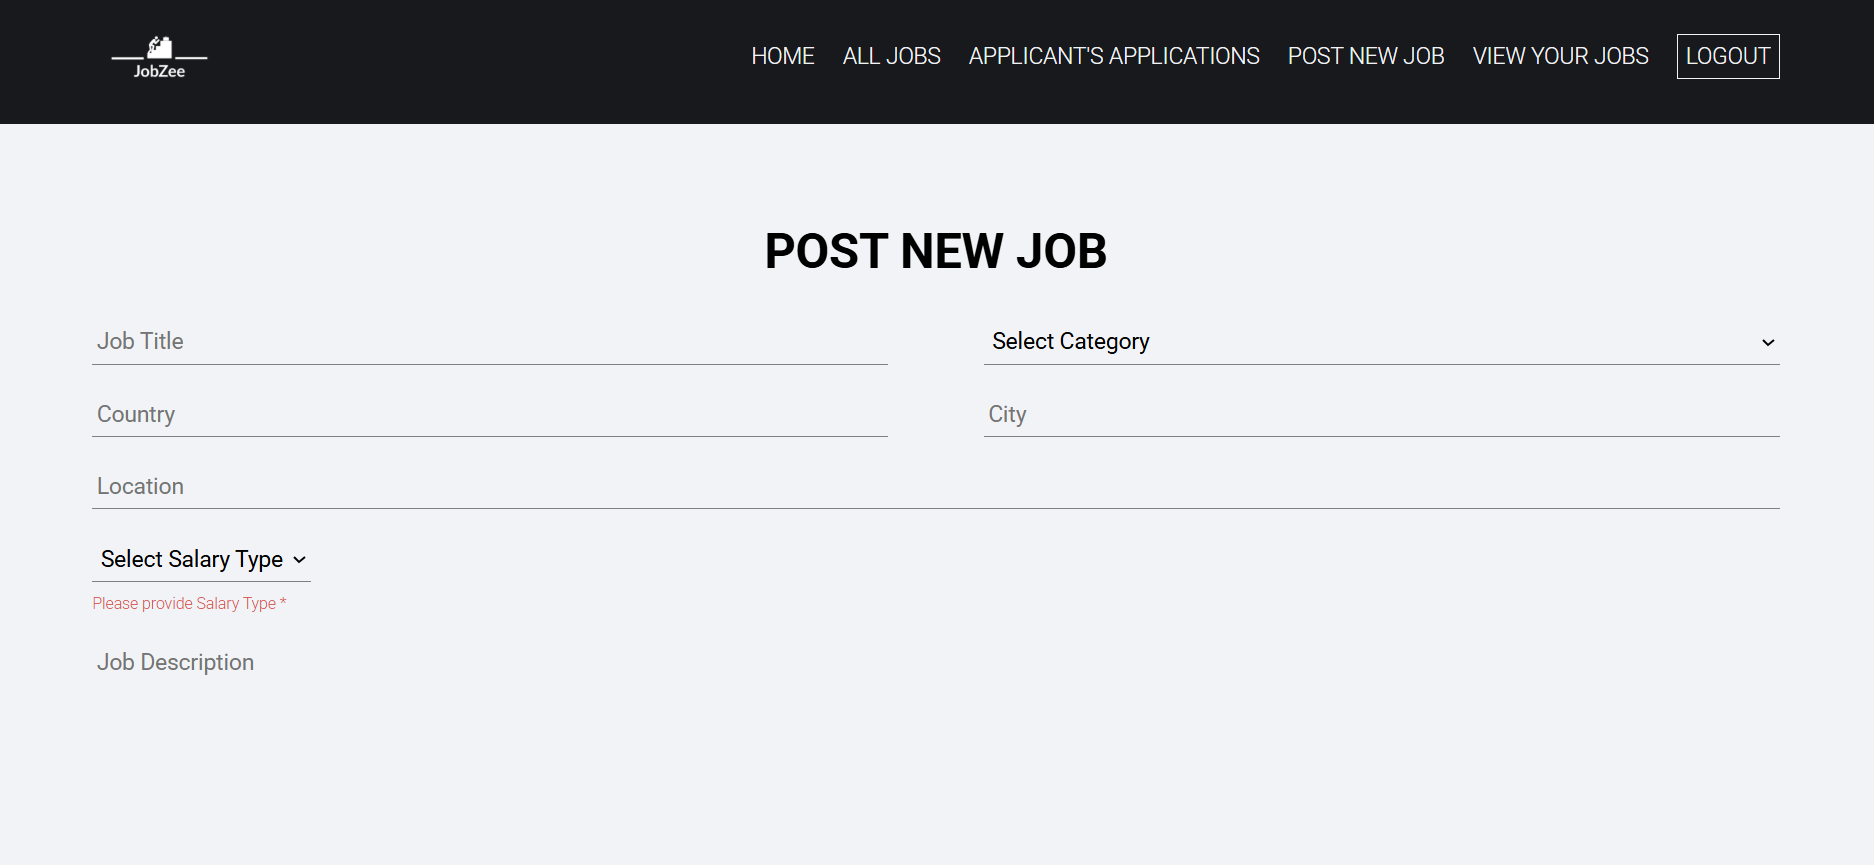 JobZee
HOME ALL JOBS APPLICANT'S APPLICATIONS POST NEW JOB VIEW YOUR JOBS LOGOUT
POST NEW JOB
Job Title Select Category
Country City
Location
Select Salary Type
Please provide Salary Type *
Job Description